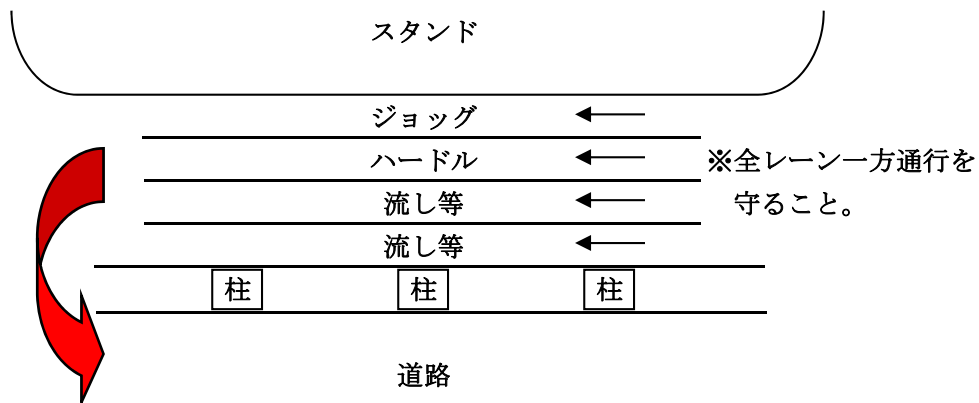 スタンド
ジョッグ
ハードル
※全レーン一方通行を
守ること。
流し等
流し等
柱 柱 柱
道路